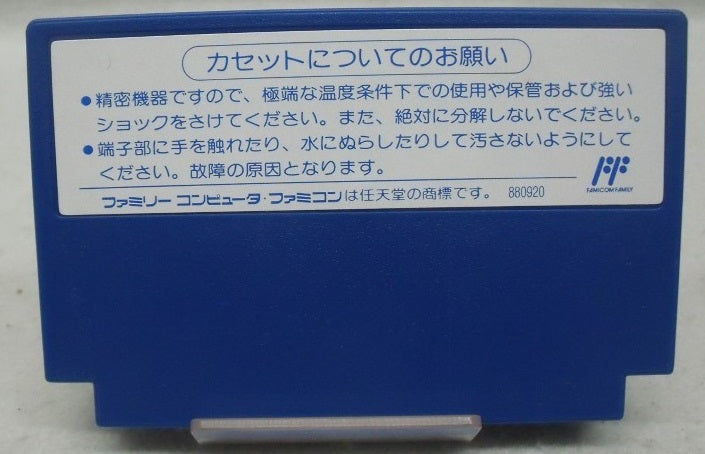 カセットについてのお願い
●精密機器ですので、極端な温度条件下での使用や保管および強い
ショックをさけてください。また、絶対に分解しないでください。
●端子部に手を触れたり、水にぬらしたりして汚さないようにして
ください。故障の原因となります。
FAMICOM FAMILY
ファミリー コンピュータ・ファミコンは任天堂の商標です。 880920